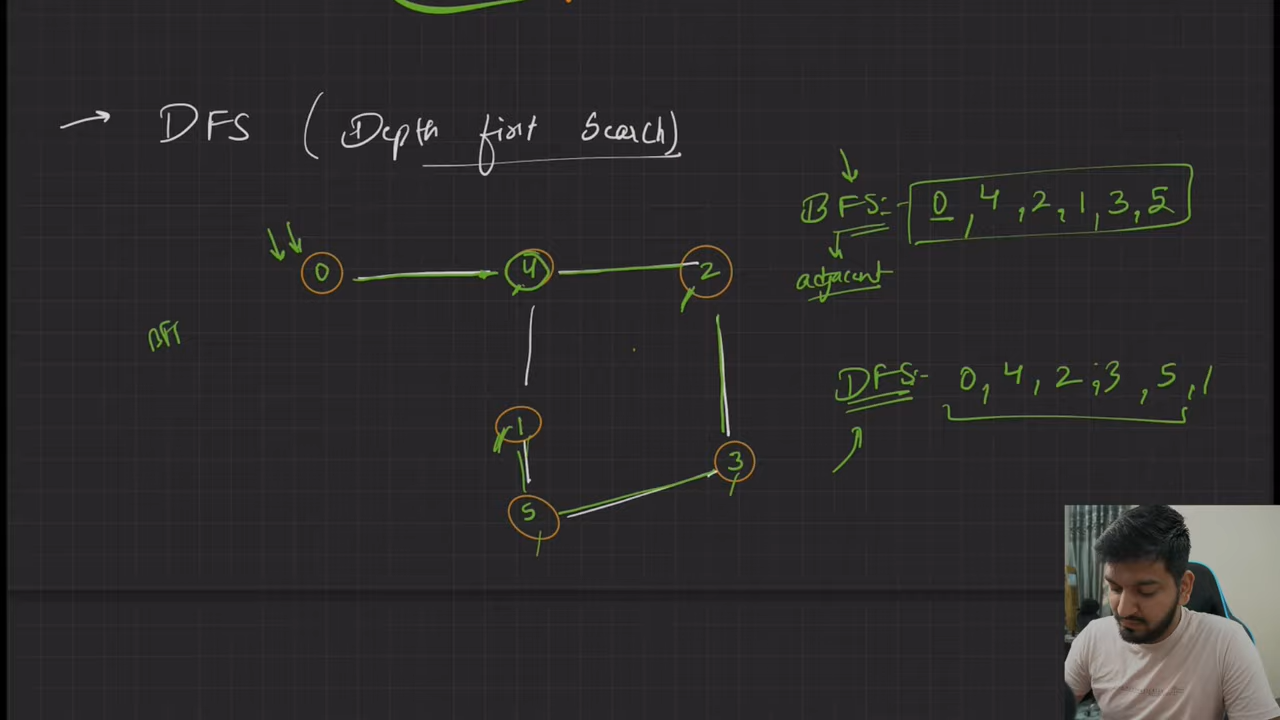 → DFS (Depth first Search)
BFS:- 0, 4, 2, 1, 3, 5
adjacent
0 4 2
BFT
DFS:- 0, 4, 2, 3, 5, 1
1
3
5